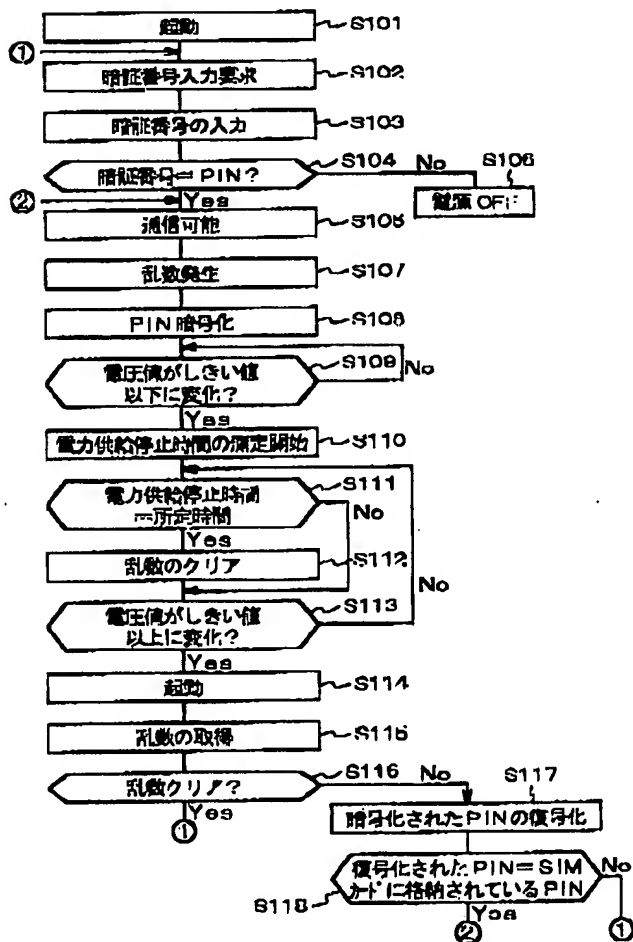 起動
S101
①
暗証番号入力要求
S102
暗証番号の入力
S103
暗証番号=PIN?
S104
No
S106
電源OFF
②
Yes
通信可能
S106
乱数発生
S107
PIN暗号化
S108
電圧値がしきい値
以下に変化?
S109
No
Yes
電力供給停止時間の測定開始
S110
電力供給停止時間
=所定時間
S111
No
Yes
乱数のクリア
S112
No
電圧値がしきい値
以上に変化?
S113
Yes
起動
S114
乱数の取得
S115
乱数クリア?
S116
No
Yes
①
S117
暗号化されたPINの復号化
復号化されたPIN=SIM
カードに格納されているPIN
No
S118
Yes
②
①